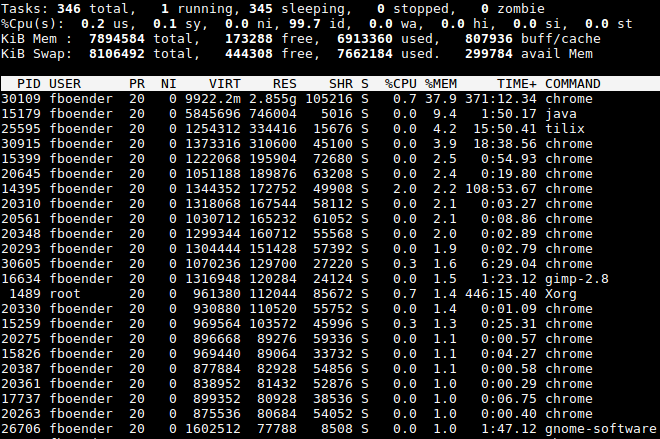 Tasks: 346 total,   1 running, 345 sleeping,   0 stopped,   0 zombie
%Cpu(s):  0.2 us,  0.1 sy,  0.0 ni, 99.7 id,  0.0 wa,  0.0 hi,  0.0 si,  0.0 st
KiB Mem :  7894584 total,   173288 free,  6913360 used,   807936 buff/cache
KiB Swap:  8106492 total,   444308 free,  7662184 used.   299784 avail Mem
PID USER      PR  NI    VIRT    RES    SHR S  %CPU %MEM     TIME+ COMMAND
30109 fboender  20   0 9922.2m 2.855g 105216 S   0.7 37.9 371:12.34 chrome
15179 fboender  20   0 5845696 746004   5016 S   0.0  9.4   1:50.17 java
25595 fboender  20   0 1254312 334416  15676 S   0.0  4.2  15:50.41 tilix
30915 fboender  20   0 1373316 310600  45100 S   0.0  3.9  18:38.56 chrome
15399 fboender  20   0 1222068 195904  72680 S   0.0  2.5   0:54.93 chrome
20645 fboender  20   0 1051188 189876  63208 S   0.0  2.4   0:19.80 chrome
14395 fboender  20   0 1344352 172752  49908 S   2.0  2.2 108:53.67 chrome
20310 fboender  20   0 1318068 167544  58112 S   0.0  2.1   0:03.27 chrome
20561 fboender  20   0 1030712 165232  61052 S   0.0  2.1   0:08.86 chrome
20348 fboender  20   0 1299344 160712  55568 S   0.0  2.0   0:02.89 chrome
20293 fboender  20   0 1304444 151428  57392 S   0.0  1.9   0:02.79 chrome
30605 fboender  20   0 1070236 129700  27220 S   0.3  1.6   6:29.04 chrome
16634 fboender  20   0 1316948 120284  24124 S   0.0  1.5   1:23.12 gimp-2.8
1489 root      20   0  961380 112044  85672 S   0.7  1.4 446:15.40 Xorg
20330 fboender  20   0  930880 110520  55752 S   0.0  1.4   0:01.09 chrome
15259 fboender  20   0  969564 103572  45996 S   0.3  1.3   0:25.31 chrome
20275 fboender  20   0  896668  89276  59336 S   0.0  1.1   0:00.57 chrome
15826 fboender  20   0  969440  89064  33732 S   0.0  1.1   0:04.27 chrome
20387 fboender  20   0  877884  82928  54856 S   0.0  1.1   0:00.58 chrome
20361 fboender  20   0  838952  81432  52876 S   0.0  1.0   0:00.29 chrome
17737 fboender  20   0  899352  80928  38536 S   0.0  1.0   0:06.75 chrome
20263 fboender  20   0  875536  80684  54052 S   0.0  1.0   0:00.40 chrome
26706 fboender  20   0 1602512  77788   8508 S   0.0  1.0   1:47.12 gnome-software